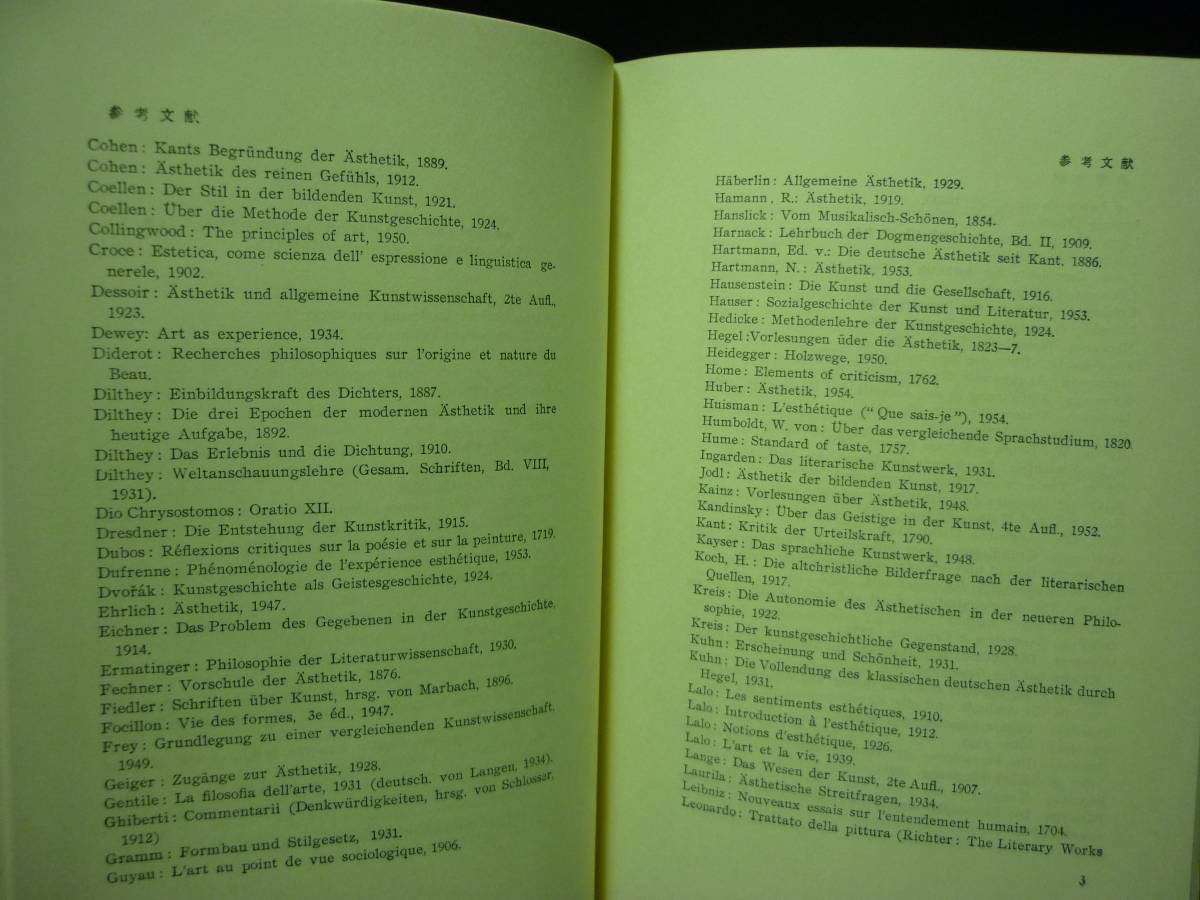 参考文献
Cohen: Kants Begründung der Ästhetik, 1889.
Cohen: Ästhetik des reinen Gefühls, 1912.
Coellen: Der Stil in der bildenden Kunst, 1921.
Coellen: Über die Methode der Kunstgeschichte, 1924.
Collingwood: The principles of art, 1950.
Croce: Estetica, come scienza dell' espressione e linguistica ge-
nerele, 1902.
Dessoir: Ästhetik und allgemeine Kunstwissenschaft, 2te Aufl.,
1923.
Dewey: Art as experience, 1934.
Diderot: Recherches philosophiques sur l'origine et nature du
Beau.
Dilthey: Einbildungskraft des Dichters, 1887.
Dilthey: Die drei Epochen der modernen Ästhetik und ihre
heutige Aufgabe, 1892.
Dilthey: Das Erlebnis und die Dichtung, 1910.
Dilthey: Weltanschauungslehre (Gesam. Schriften, Bd. VIII,
1931).
Dio Chrysostomos: Oratio XII.
Dresdner: Die Entstehung der Kunstkritik, 1915.
Dubos: Réflexions critiques sur la poésie et sur la peinture, 1719.
Dufrenne: Phénoménologie de l'expérience esthétique, 1953.
Dvořák: Kunstgeschichte als Geistesgeschichte, 1924.
Ehrlich: Ästhetik, 1947.
Eichner: Das Problem des Gegebenen in der Kunstgeschichte,
1914.
Ermatinger: Philosophie der Literaturwissenschaft, 1930.
Fechner: Vorschule der Ästhetik, 1876.
Fiedler: Schriften über Kunst, hrsg. von Marbach, 1896.
Focillon: Vie des formes, 3e éd., 1947.
Frey: Grundlegung zu einer vergleichenden Kunstwissenschaft,
1949.
Geiger: Zugänge zur Ästhetik, 1928.
Gentile: La filosofia dell'arte, 1931 (deutsch. von Langen, 1934).
Ghiberti: Commentarii (Denkwürdigkeiten, hrsg. von Schlosser,
1912)
Gramm: Formbau und Stilgesetz, 1931.
Guyau: L'art au point de vue sociologique, 1906.
参考文献
Häberlin: Allgemeine Ästhetik, 1929.
Hamann, R.: Ästhetik, 1919.
Hanslick: Vom Musikalisch-Schönen, 1854.
Harnack: Lehrbuch der Dogmengeschichte, Bd. II, 1909.
Hartmann, Ed. v.: Die deutsche Ästhetik seit Kant, 1886.
Hartmann, N.: Ästhetik, 1953.
Hausenstein: Die Kunst und die Gesellschaft, 1916.
Hauser: Sozialgeschichte der Kunst und Literatur, 1953.
Hedicke: Methodenlehre der Kunstgeschichte, 1924.
Hegel:Vorlesungen üder die Ästhetik, 1823—7.
Heidegger: Holzwege, 1950.
Home: Elements of criticism, 1762.
Huber: Ästhetik, 1954.
Huisman: L'esthétique ("Que sais-je"), 1954.
Humboldt, W. von: Über das vergleichende Sprachstudium, 1820.
Hume: Standard of taste, 1757.
Ingarden: Das literarische Kunstwerk, 1931.
Jodl: Ästhetik der bildenden Kunst, 1917.
Kainz: Vorlesungen über Ästhetik, 1948.
Kandinsky: Über das Geistige in der Kunst, 4te Aufl., 1952.
Kant: Kritik der Urteilskraft, 1790.
Kayser: Das sprachliche Kunstwerk, 1948.
Koch, H.: Die altchristliche Bilderfrage nach der literarischen
Quellen, 1917.
Kreis: Die Autonomie des Ästhetischen in der neueren Philo-
sophie, 1922.
Kreis: Der kunstgeschichtliche Gegenstand, 1928.
Kuhn: Erscheinung und Schönheit, 1931.
Kuhn: Die Vollendung des klassischen deutschen Ästhetik durch
Hegel, 1931.
Lalo: Les sentiments esthétiques, 1910.
Lalo: Introduction à l'esthétique, 1912.
Lalo: Notions d'esthétique, 1926.
Lalo: L'art et la vie, 1939.
Lange: Das Wesen der Kunst, 2te Aufl., 1907.
Laurila: Ästhetische Streitfragen, 1934.
Leibniz: Nouveaux essais sur l'entendement humain, 1704.
Leonardo: Trattato della pittura (Richter: The Literary Works
3